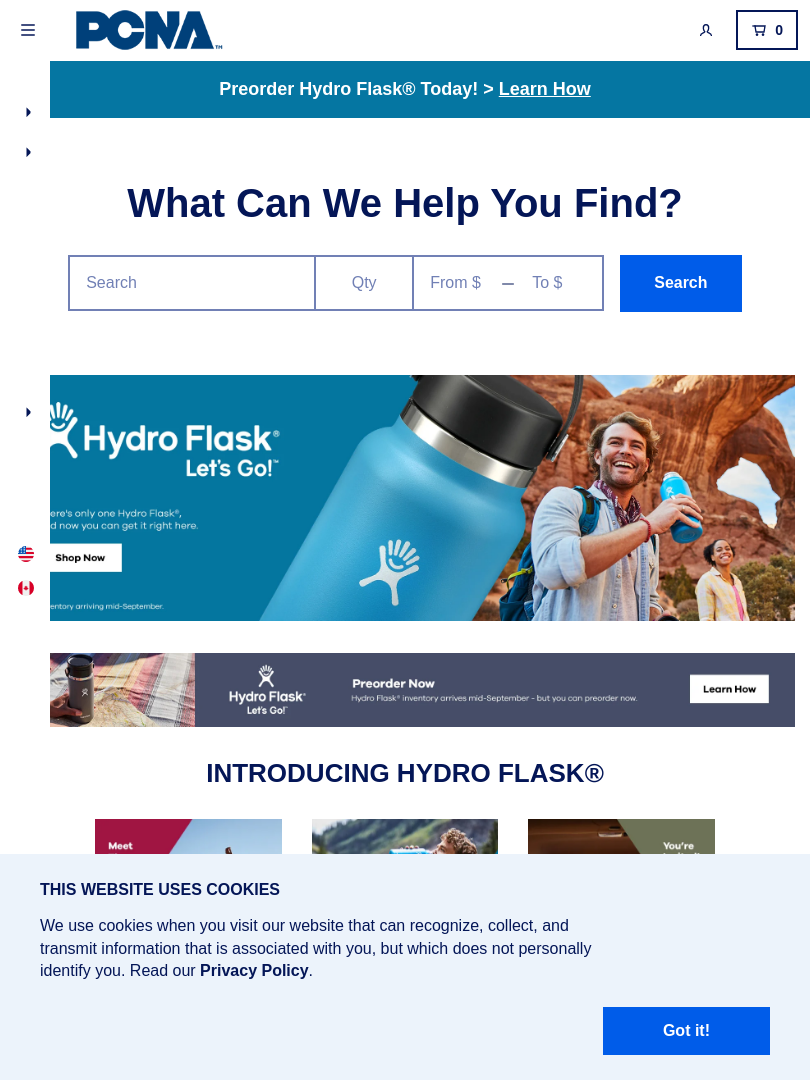 PCNA™
0
Preorder Hydro Flask® Today! > Learn How
What Can We Help You Find?
Search
Qty
From $
To $
Search
Hydro Flask®
Let's Go!™
ere's only one Hydro Flask®,
d now you can get it right here.
Shop Now
entory arriving mid-September.
Hydro Flask®
Let's Go!™
Preorder Now
Hydro Flask® inventory arrives mid-September - but you can preorder now.
Learn How
INTRODUCING HYDRO FLASK®
Meet
You're
THIS WEBSITE USES COOKIES
We use cookies when you visit our website that can recognize, collect, and
transmit information that is associated with you, but which does not personally
identify you. Read our Privacy Policy.
Got it!